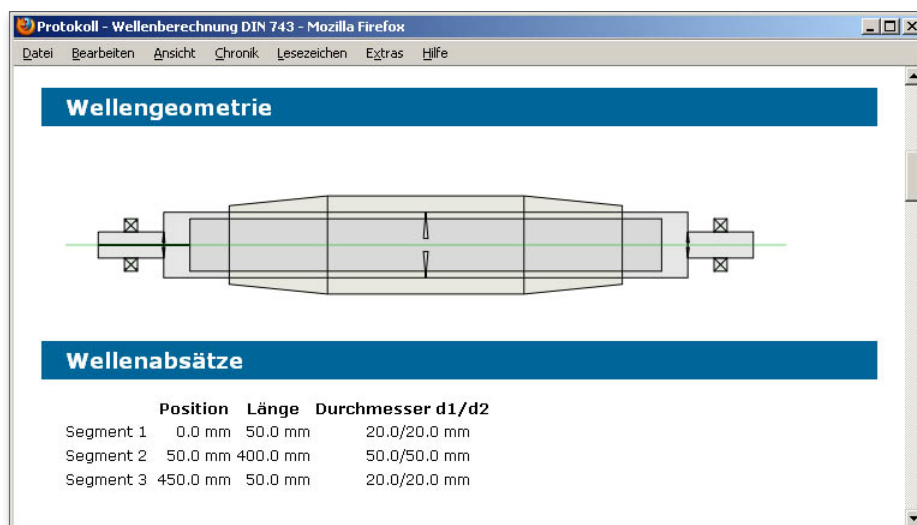 Protokoll - Wellenberechnung DIN 743 - Mozilla Firefox
Datei Bearbeiten Ansicht Chronik Lesezeichen Extras Hilfe
Wellengeometrie
Wellenabsätze
Position Länge Durchmesser d1/d2
Segment 1 0.0 mm 50.0 mm 20.0/20.0 mm
Segment 2 50.0 mm 400.0 mm 50.0/50.0 mm
Segment 3 450.0 mm 50.0 mm 20.0/20.0 mm